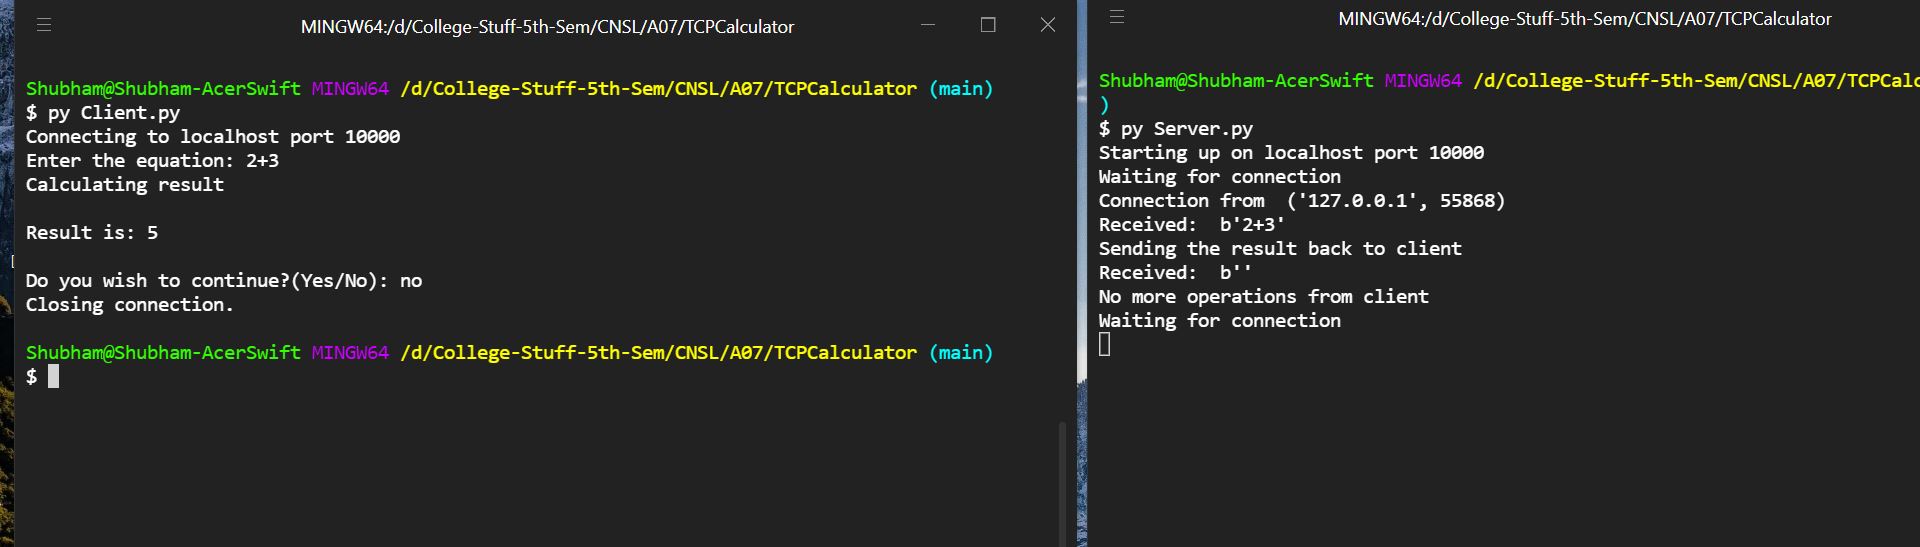 MINGW64:/d/College-Stuff-5th-Sem/CNSL/A07/TCPCalculator
Shubham@Shubham-AcerSwift MINGW64 /d/College-Stuff-5th-Sem/CNSL/A07/TCPCalculator (main)
$ py Client.py
Connecting to localhost port 10000
Enter the equation: 2+3
Calculating result
Result is: 5
Do you wish to continue?(Yes/No): no
Closing connection.
Shubham@Shubham-AcerSwift MINGW64 /d/College-Stuff-5th-Sem/CNSL/A07/TCPCalculator (main)
$
MINGW64:/d/College-Stuff-5th-Sem/CNSL/A07/TCPCalculator
Shubham@Shubham-AcerSwift MINGW64 /d/College-Stuff-5th-Sem/CNSL/A07/TCPCalc
)
$ py Server.py
Starting up on localhost port 10000
Waiting for connection
Connection from  ('127.0.0.1', 55868)
Received:  b'2+3'
Sending the result back to client
Received:  b''
No more operations from client
Waiting for connection